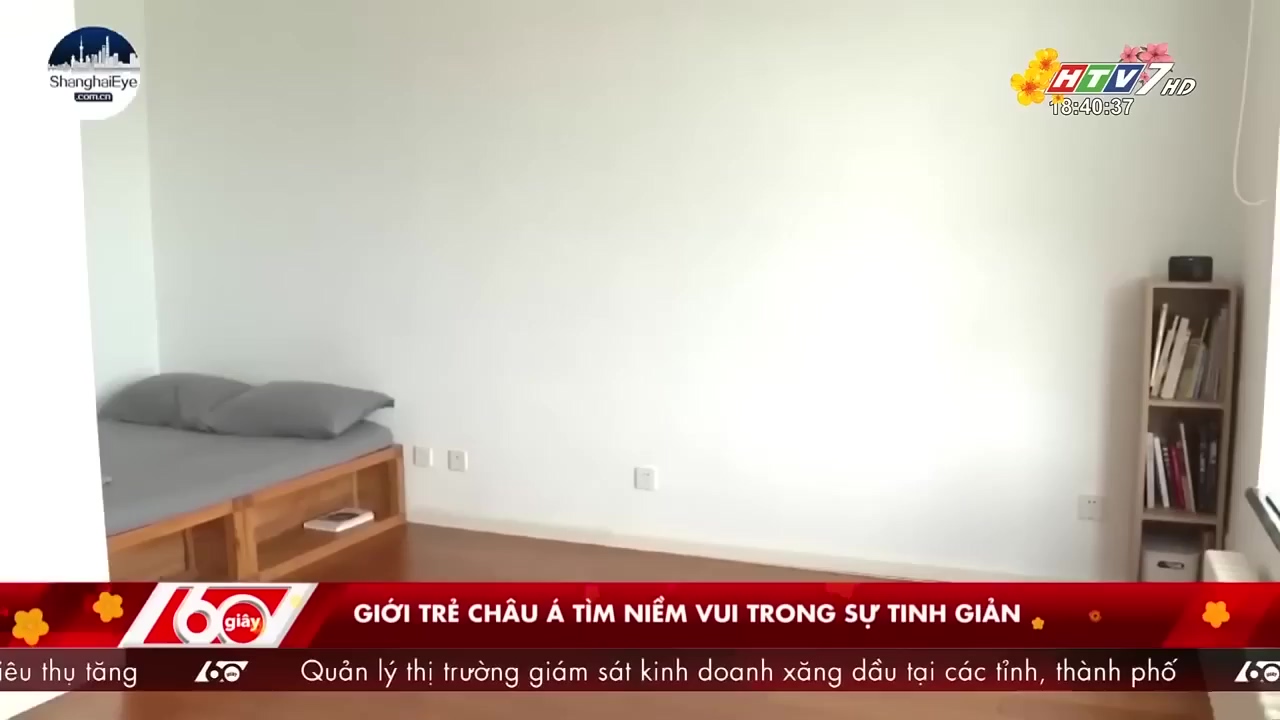 ShanghaiEye
.com.cn
HTV7 HD
18:40:37
60 giây
GIỚI TRẺ CHÂU Á TÌM NIỀM VUI TRONG SỰ TINH GIẢN
iêu thụ tăng 60 giây Quản lý thị trường giám sát kinh doanh xăng dầu tại các tỉnh, thành phố 60 giây